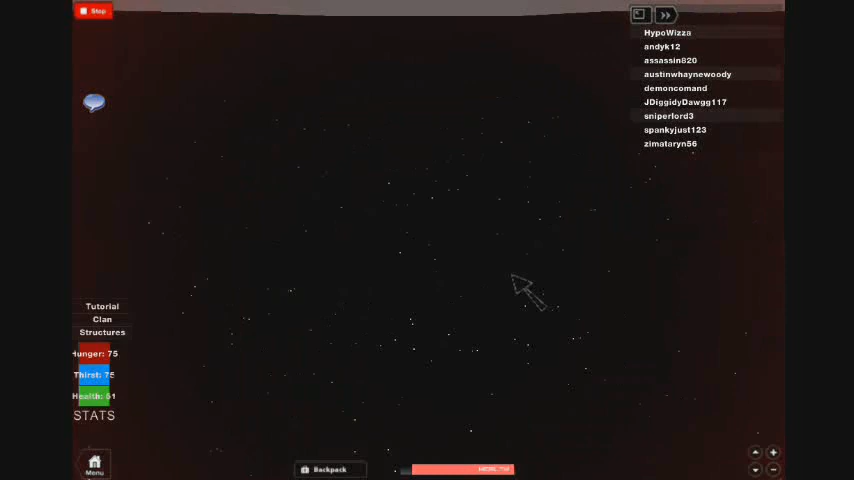 Stop
HypoWizza
andyk12
assassin820
austinwhaynewoody
demoncomand
JDiggidyDawgg117
sniperlord3
spankyjust123
zimataryn56
Tutorial
Clan
Structures
Hunger: 75
Thirst: 75
Health: 51
STATS
Menu
Backpack